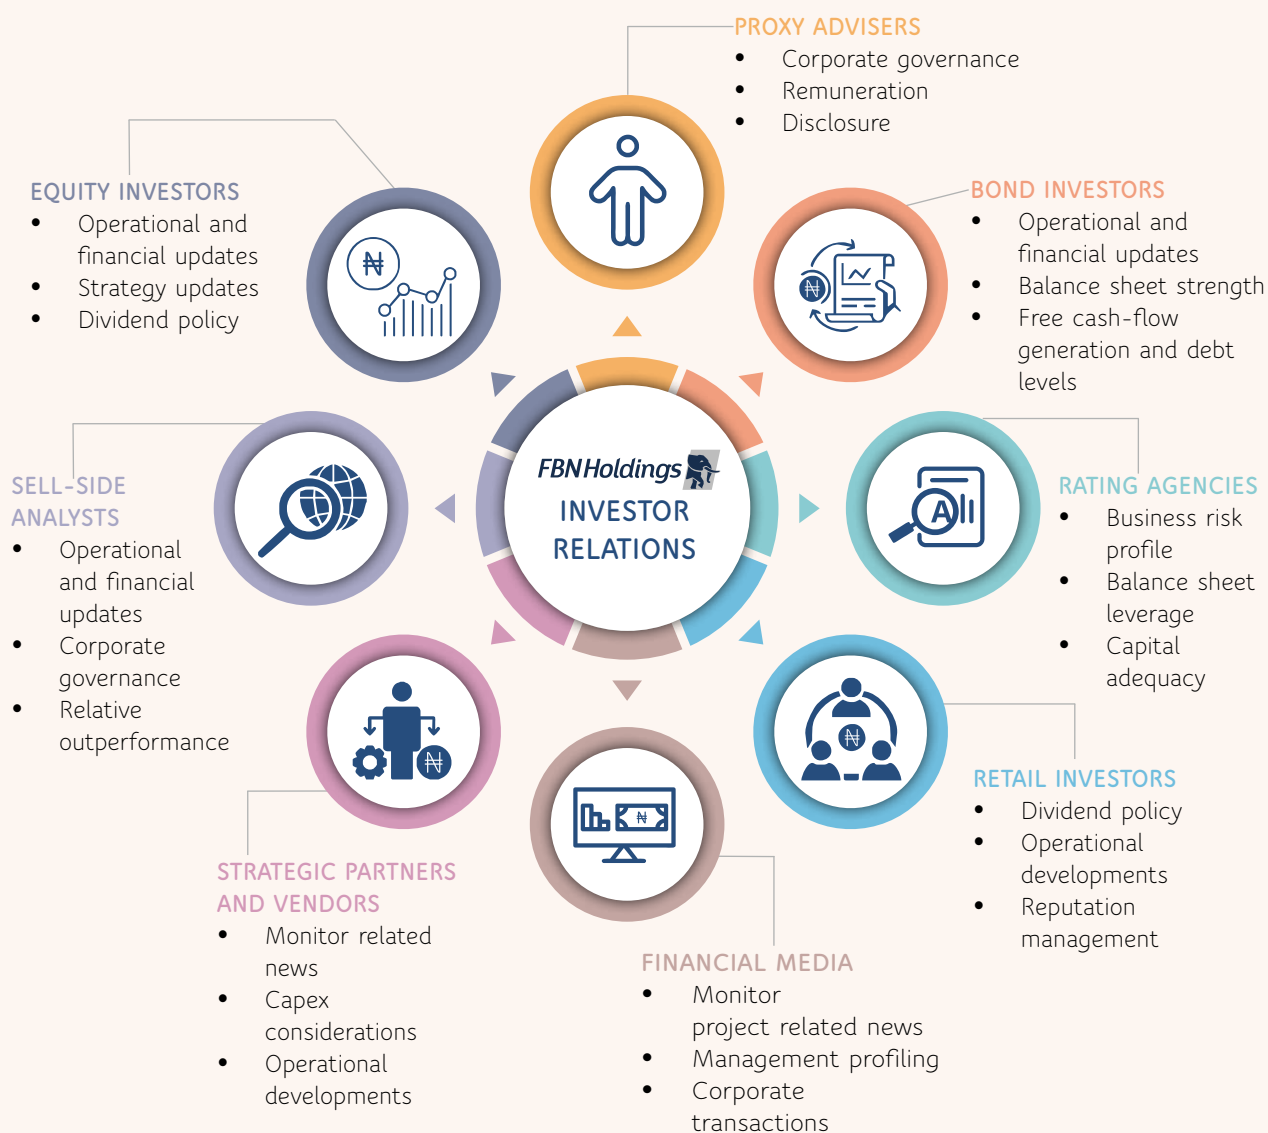 PROXY ADVISERS
• Corporate governance
• Remuneration
• Disclosure
EQUITY INVESTORS
• Operational and
financial updates
• Strategy updates
• Dividend policy
₦
BOND INVESTORS
• Operational and
financial updates
• Balance sheet strength
• Free cash-flow
generation and debt
levels
₦
FBNHoldings
INVESTOR
RELATIONS
SELL-SIDE
ANALYSTS
• Operational
and financial
updates
• Corporate
governance
• Relative
outperformance
RATING AGENCIES
• Business risk
profile
• Balance sheet
leverage
• Capital
adequacy
A
STRATEGIC PARTNERS
AND VENDORS
• Monitor related
news
• Capex
considerations
• Operational
developments
₦
FINANCIAL MEDIA
• Monitor
project related news
• Management profiling
• Corporate
transactions
₦
RETAIL INVESTORS
• Dividend policy
• Operational
developments
• Reputation
management
₦